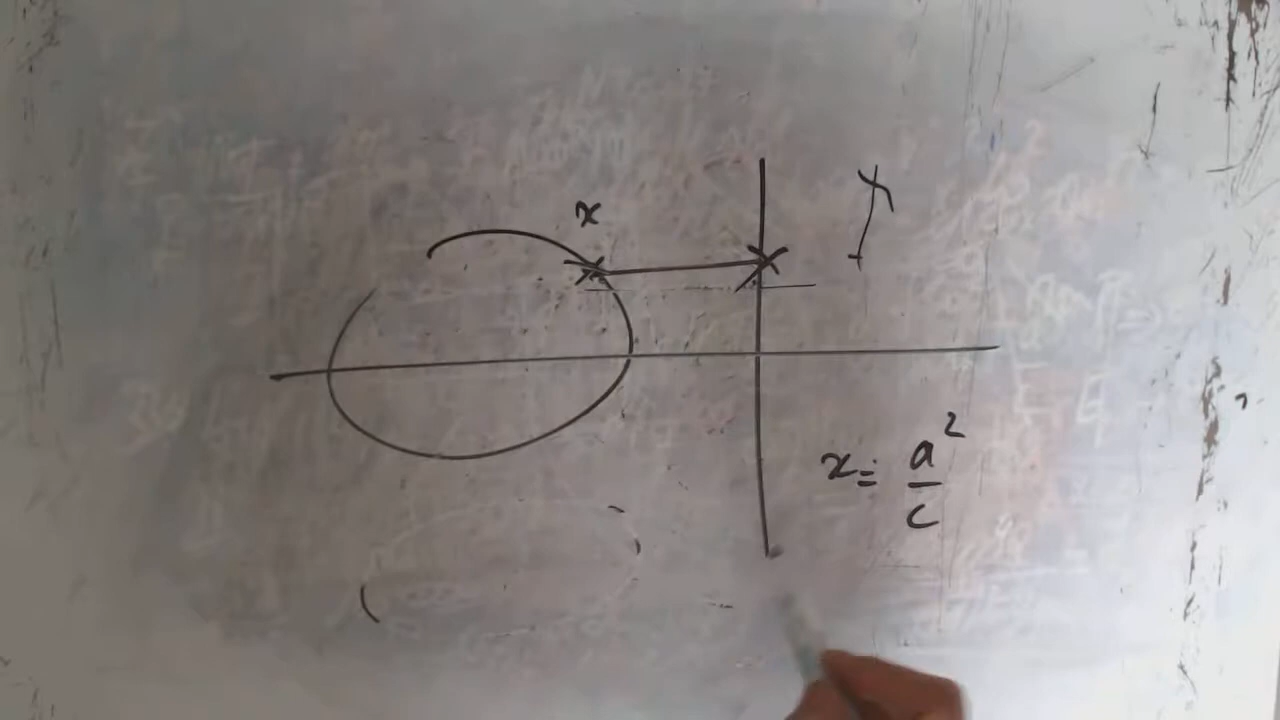 x
x = a²/c